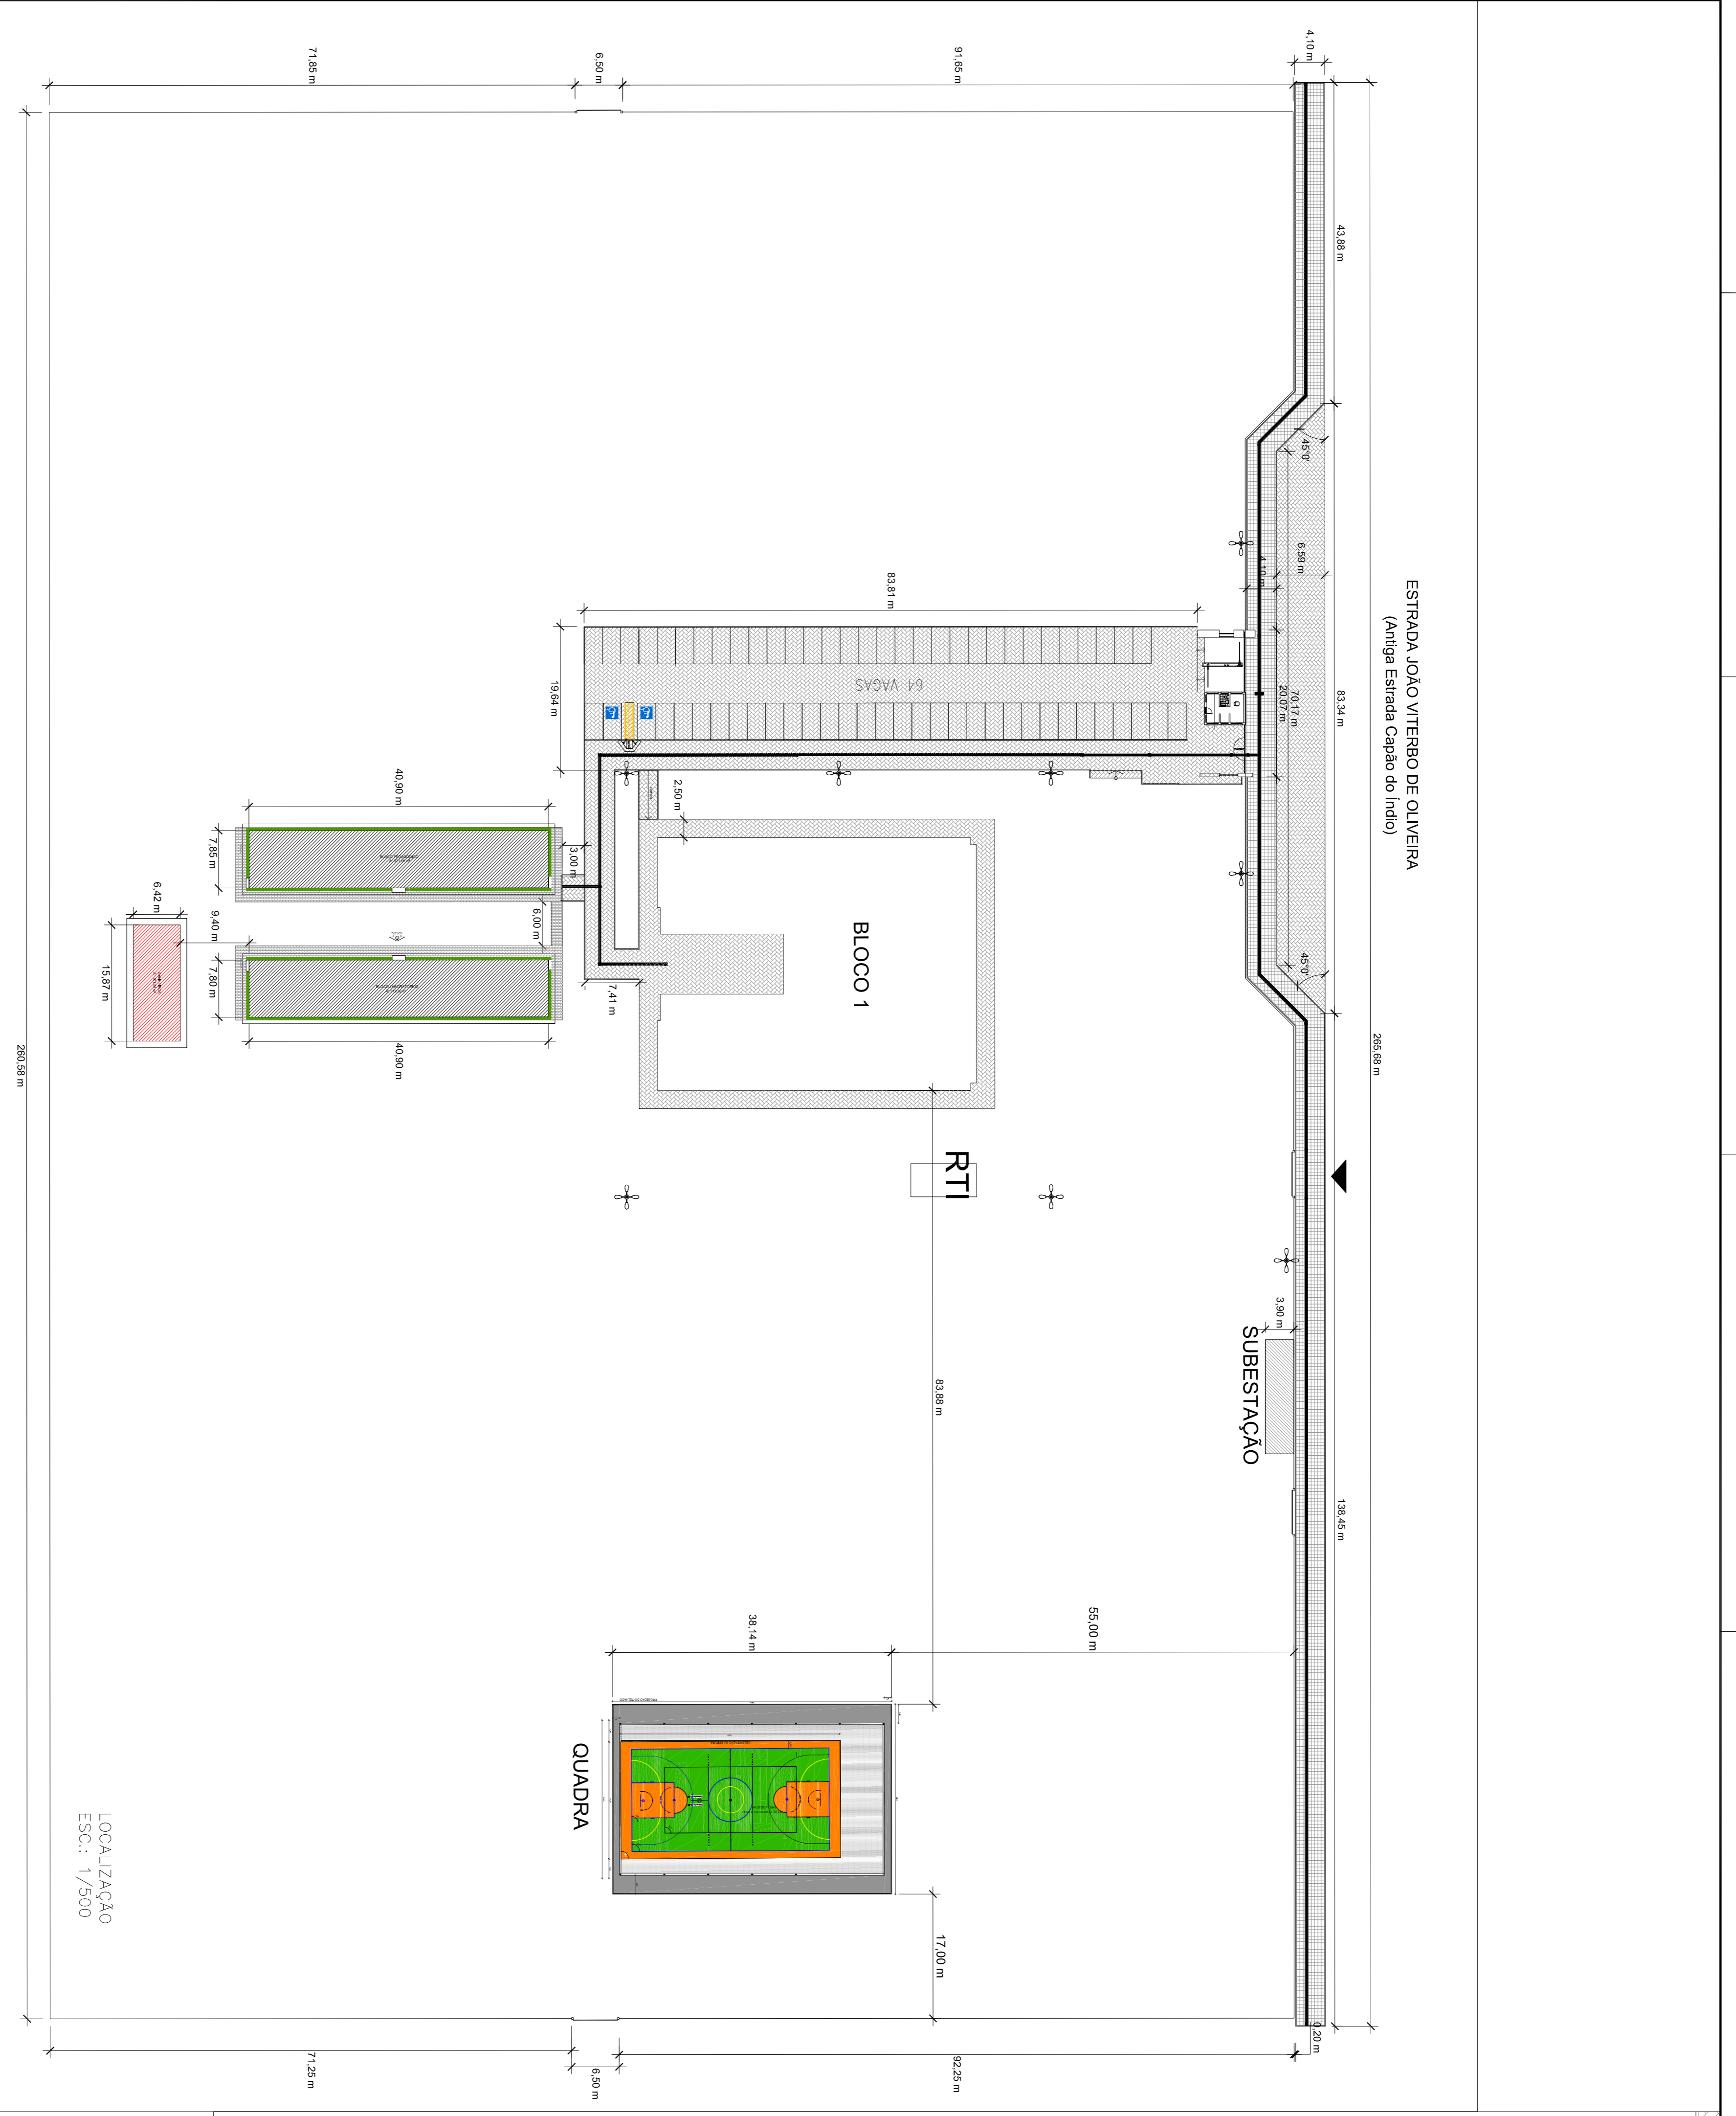 ESTRADA JOÃO VITERBO DE OLIVEIRA
(Antiga Estrada Capão do Índio)
265,68 m
4,10 m
43,88 m
83,34 m
138,45 m
45°0'
6,59 m
4,10 m
70,17 m
20,07 m
45°0'
0,20 m
3,90 m
SUBESTAÇÃO
91,65 m
6,50 m
71,85 m
83,81 m
64 VAGAS
19,64 m
2,50 m
BLOCO 1
RTI
83,88 m
55,00 m
38,14 m
17,00 m
QUADRA
92,25 m
6,50 m
71,25 m
3,00 m
6,00 m
7,41 m
40,90 m
7,85 m
9,40 m
7,80 m
40,90 m
6,42 m
15,87 m
260,58 m
LOCALIZAÇÃO
ESC.: 1/500